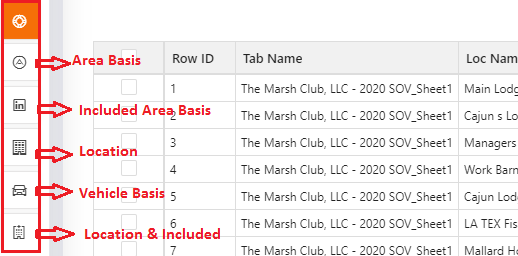 Row ID Tab Name Loc Nam
Area Basis
1 The Marsh Club, LLC - 2020 SOV_Sheet1 Main Lodg
Included Area Basis
2 The Marsh Club, LLC - 2020 SOV_Sheet1 Cajun s Lo
3 The Marsh Club, LLC - 2020 SOV_Sheet1 Managers
Location
4 The Marsh Club, LLC - 2020 SOV_Sheet1 Work Barn
Vehicle Basis
5 The Marsh Club, LLC - 2020 SOV_Sheet1 Cajun Lod
6 The Marsh Club, LLC - 2020 SOV_Sheet1 LA TEX Fis
Location & Included
7 The Marsh Club, LLC - 2020 SOV_Sheet1 Mallard Ho